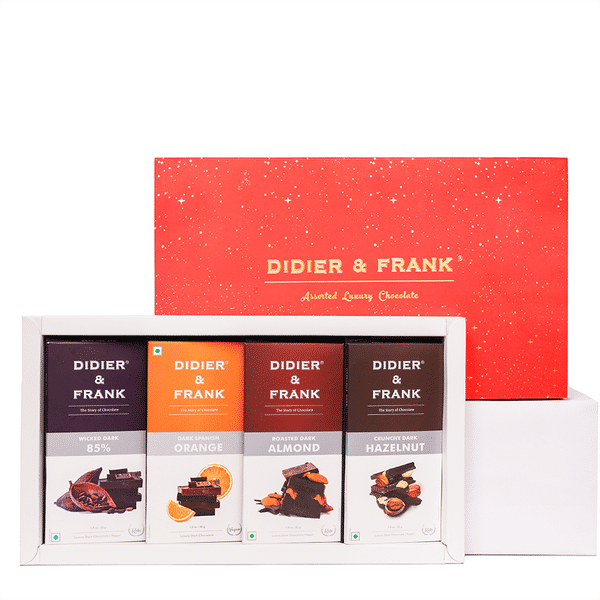 DIDIER & FRANK'S
Assorted Luxury Chocolate
DIDIER®
&
FRANK
The Story of Chocolate
WICKED DARK
85%
DIDIER®
&
FRANK
The Story of Chocolate
DARK SPANISH
ORANGE
DIDIER®
&
FRANK
The Story of Chocolate
ROASTED DARK
ALMOND
DIDIER®
&
FRANK
The Story of Chocolate
CRUNCHY DARK
HAZELNUT